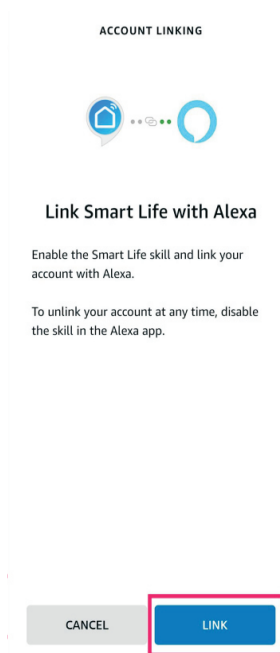 ACCOUNT LINKING
Link Smart Life with Alexa
Enable the Smart Life skill and link your
account with Alexa.
To unlink your account at any time, disable
the skill in the Alexa app.
CANCEL
LINK